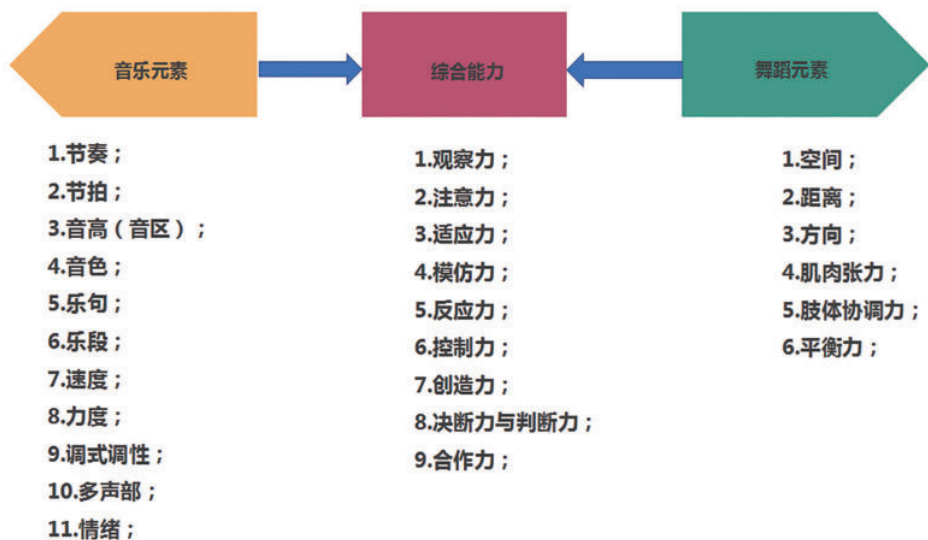 音乐元素
综合能力
舞蹈元素
1.节奏；
2.节拍；
3.音高（音区）；
4.音色；
5.乐句；
6.乐段；
7.速度；
8.力度；
9.调式调性；
10.多声部；
11.情绪；
1.观察力；
2.注意力；
3.适应力；
4.模仿力；
5.反应力；
6.控制力；
7.创造力；
8.决断力与判断力；
9.合作力；
1.空间；
2.距离；
3.方向；
4.肌肉张力；
5.肢体协调力；
6.平衡力；